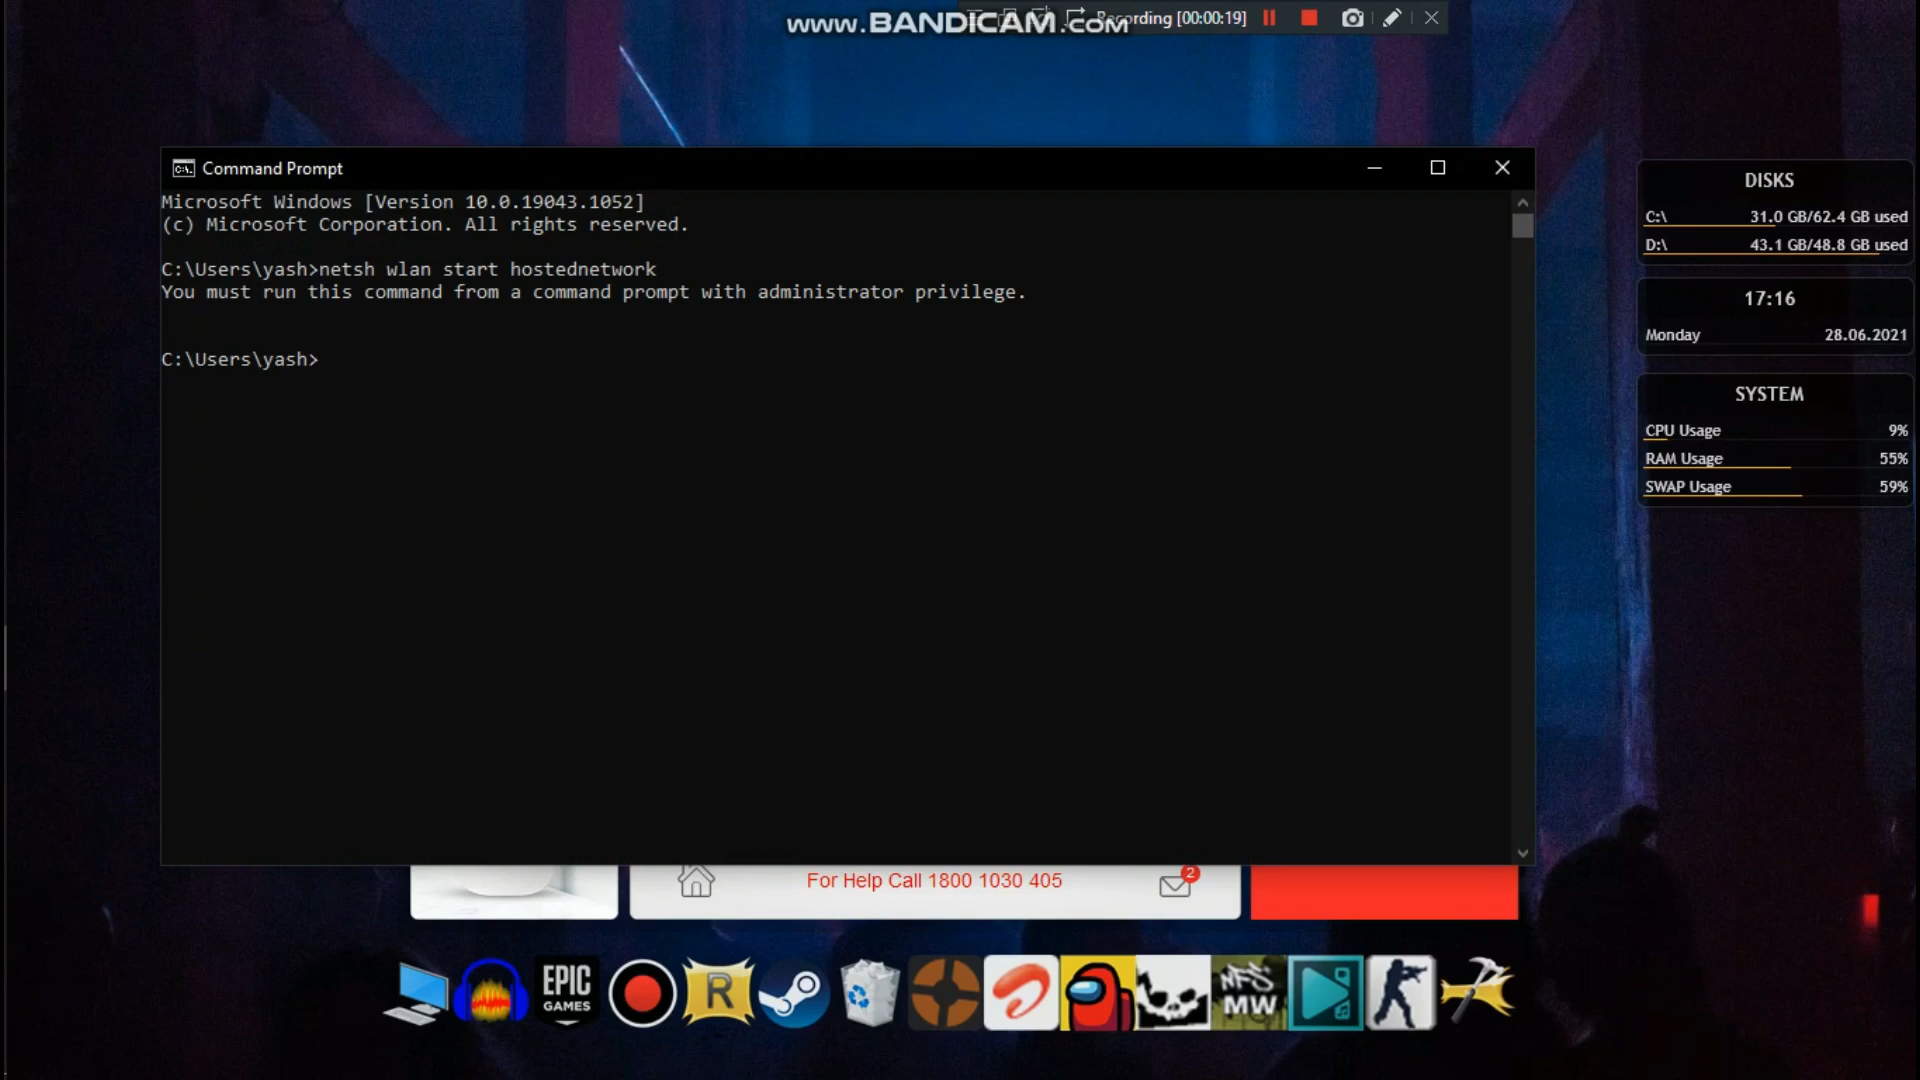 www.BANDICAM.com
Recording [00:00:19]
Command Prompt
Microsoft Windows [Version 10.0.19043.1052]
(c) Microsoft Corporation. All rights reserved.
C:\Users\yash>netsh wlan start hostednetwork
You must run this command from a command prompt with administrator privilege.
C:\Users\yash>
DISKS
C:\ 31.0 GB/62.4 GB used
D:\ 43.1 GB/48.8 GB used
17:16
Monday 28.06.2021
SYSTEM
CPU Usage 9%
RAM Usage 55%
SWAP Usage 59%
For Help Call 1800 1030 405
2
EPIC
GAMES
R
NFS
MW